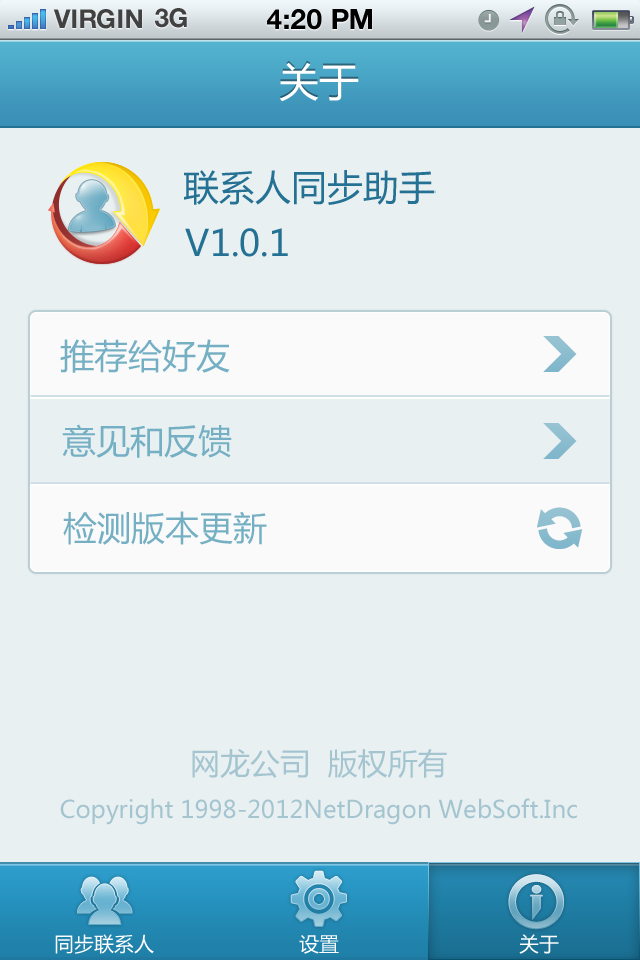 VIRGIN 3G 4:20 PM
关于
联系人同步助手
V1.0.1
推荐给好友
意见和反馈
检测版本更新
网龙公司 版权所有
Copyright 1998-2012NetDragon WebSoft.Inc
同步联系人 设置 关于